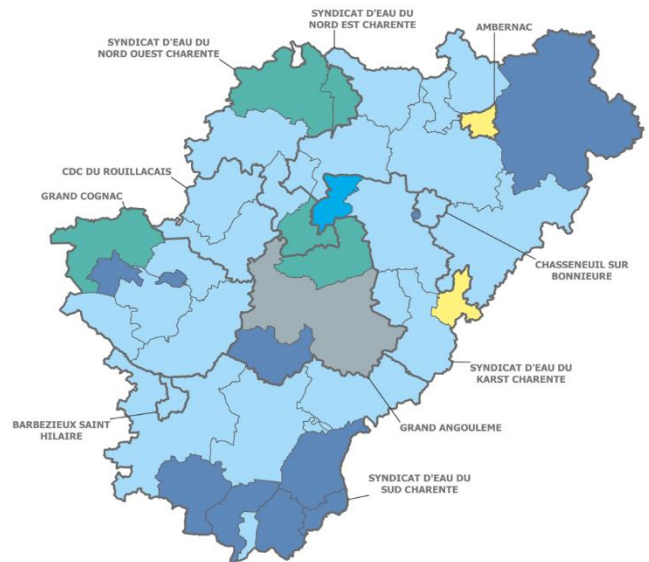 SYNDICAT D'EAU DU
NORD EST CHARENTE
SYNDICAT D'EAU DU
NORD OUEST CHARENTE
AMBERNAC
CDC DU ROUILLACAIS
GRAND COGNAC
CHASSENEUIL SUR
BONNIEURE
SYNDICAT D'EAU DU
KARST CHARENTE
BARBEZIEUX SAINT
HILAIRE
GRAND ANGOULEME
SYNDICAT D'EAU DU
SUD CHARENTE